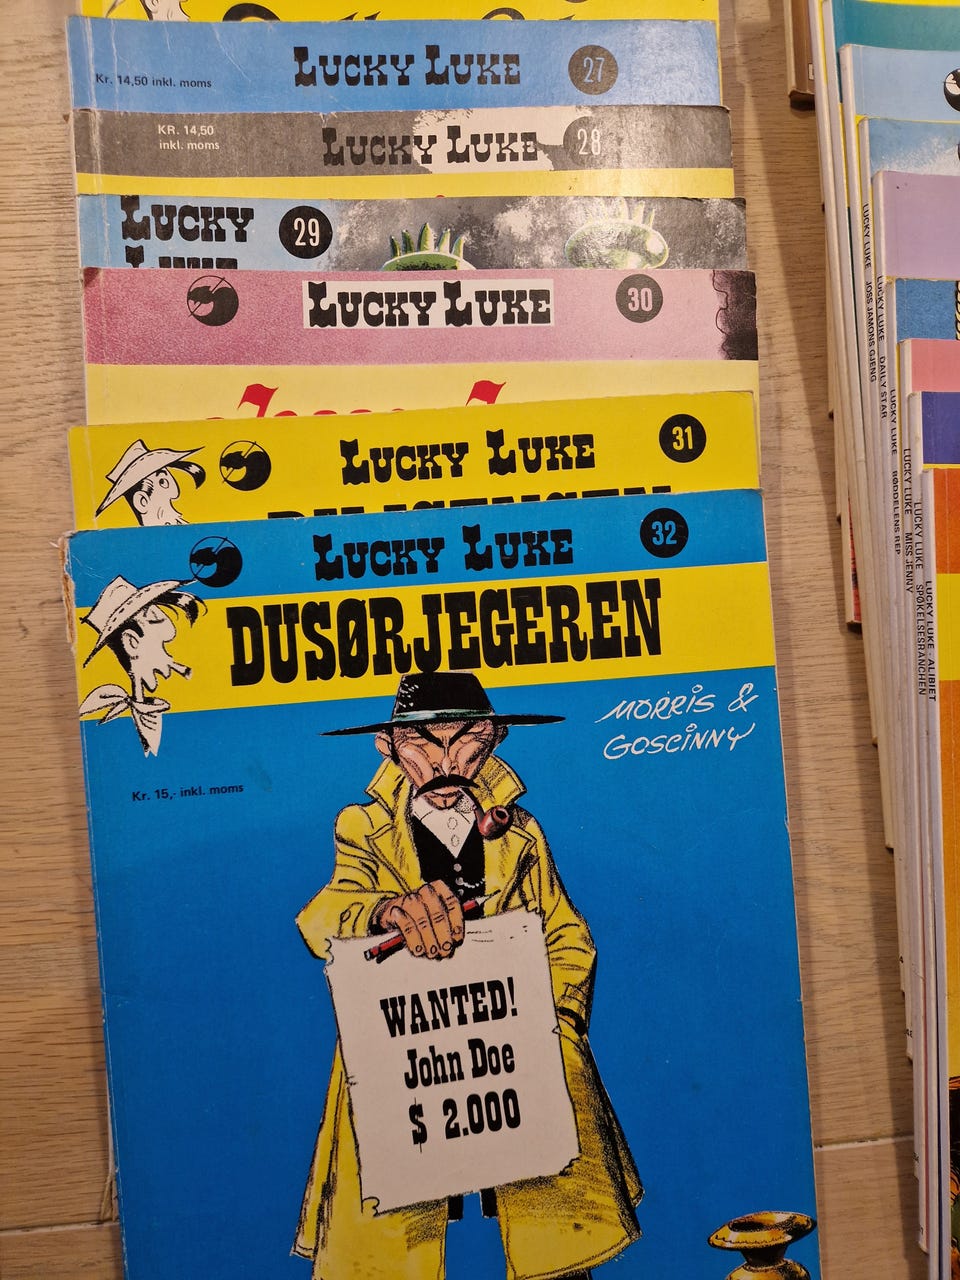 LUCKY LUKE 27
Kr. 14,50 inkl. moms
KR. 14,50
inkl. moms
LUCKY LUKE 28
LUCKY 29
LUKE
LUCKY LUKE 30
LUCKY LUKE 31
LUCKY LUKE 32
DUSØRJEGEREN
MORRIS &
GOSCINNY
Kr. 15,- inkl. moms
WANTED!
John Doe
$ 2.000
LUCKY LUKE JOSS JAMONS GJENG
LUCKY LUKE DAILY STAR
LUCKY LUKE BØDDELENS REP
LUCKY LUKE MISS JENNY
LUCKY LUKE SPØKELSESRANCHEN
LUCKY LUKE - ALIBIET